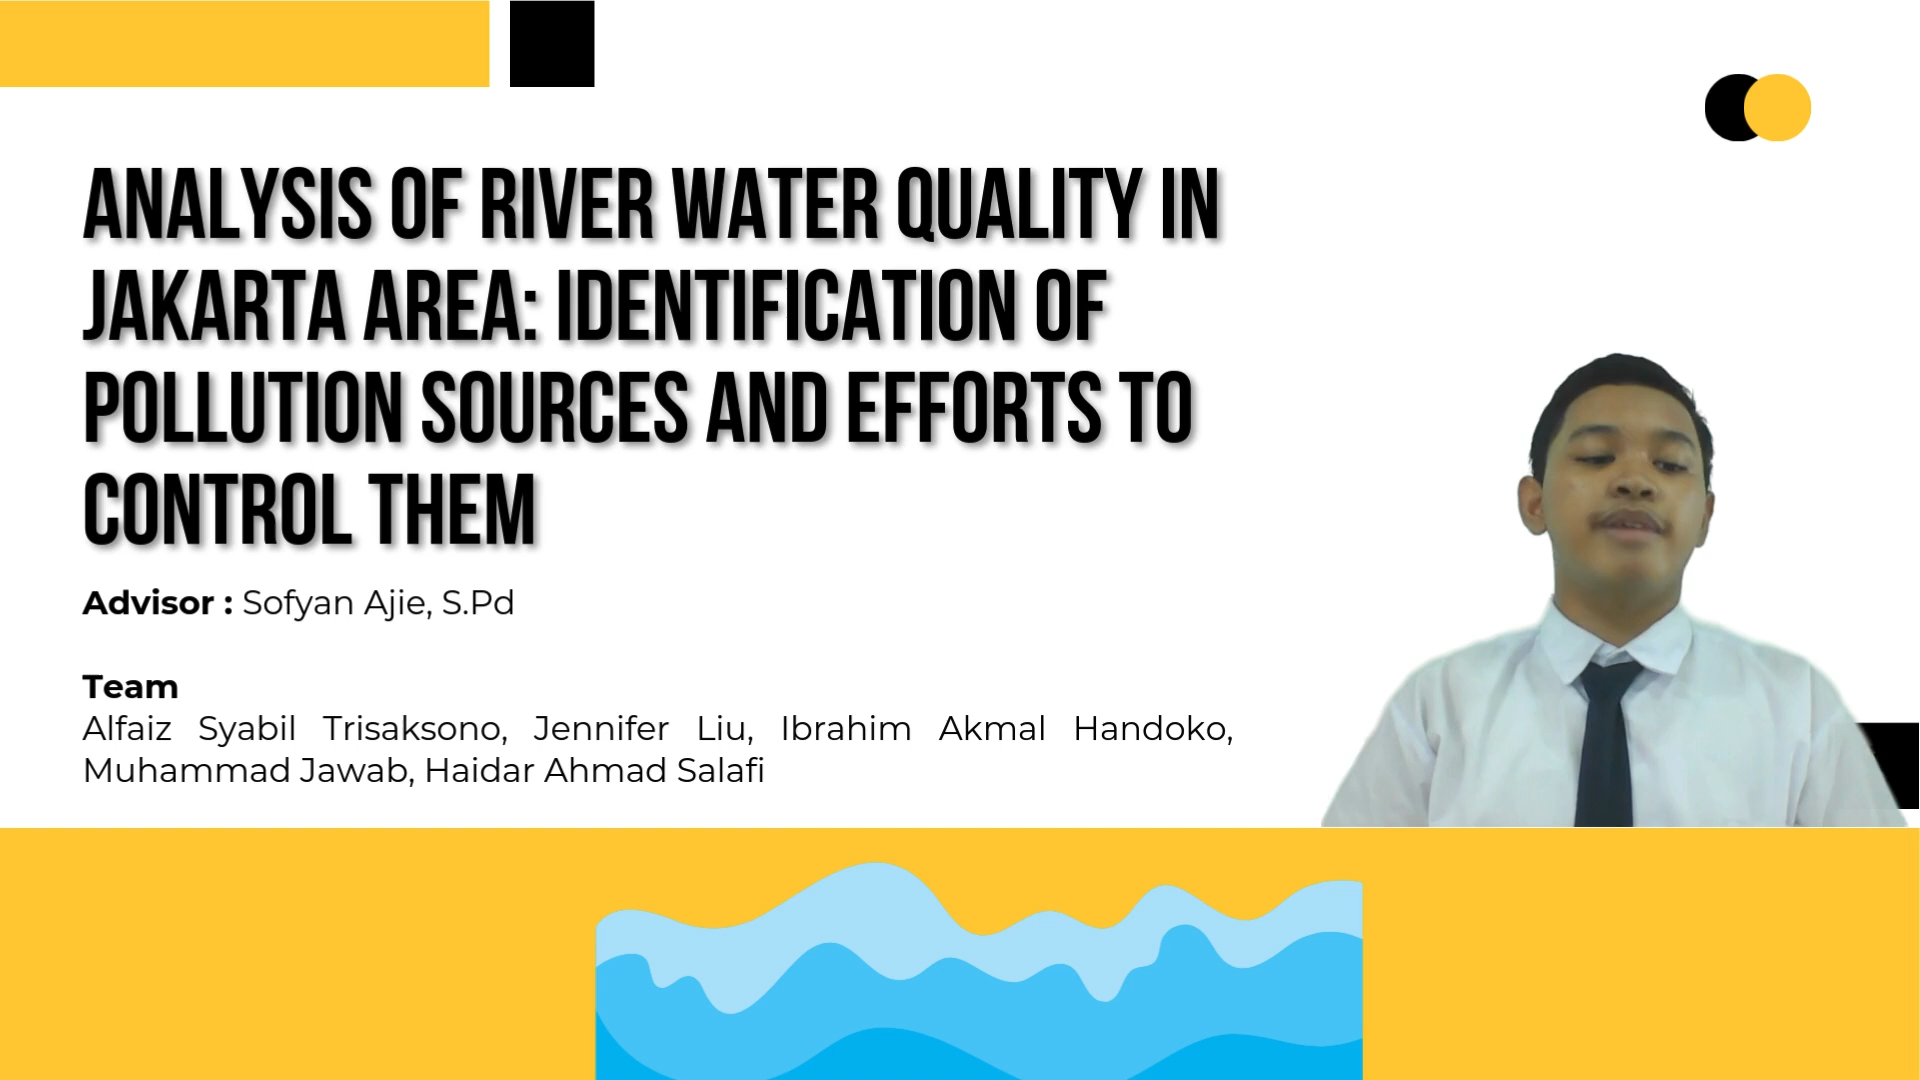 ANALYSIS OF RIVER WATER QUALITY IN
JAKARTA AREA: IDENTIFICATION OF
POLLUTION SOURCES AND EFFORTS TO
CONTROL THEM
Advisor : Sofyan Ajie, S.Pd
Team
Alfaiz Syabil Trisaksono, Jennifer Liu, Ibrahim Akmal Handoko,
Muhammad Jawab, Haidar Ahmad Salafi